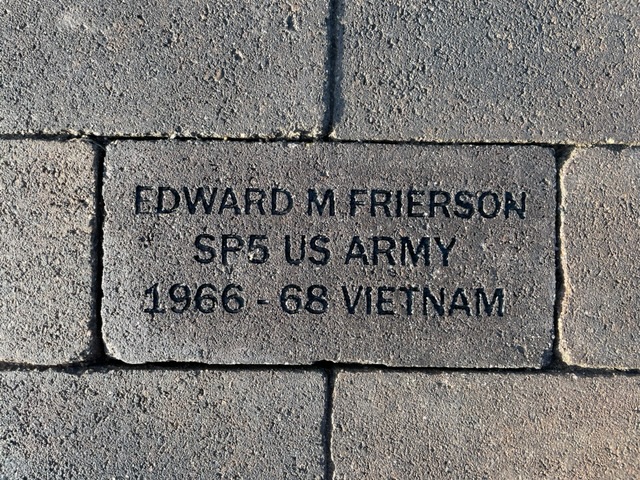 EDWARD M FRIERSON
SP5 US ARMY
1966 - 68 VIETNAM